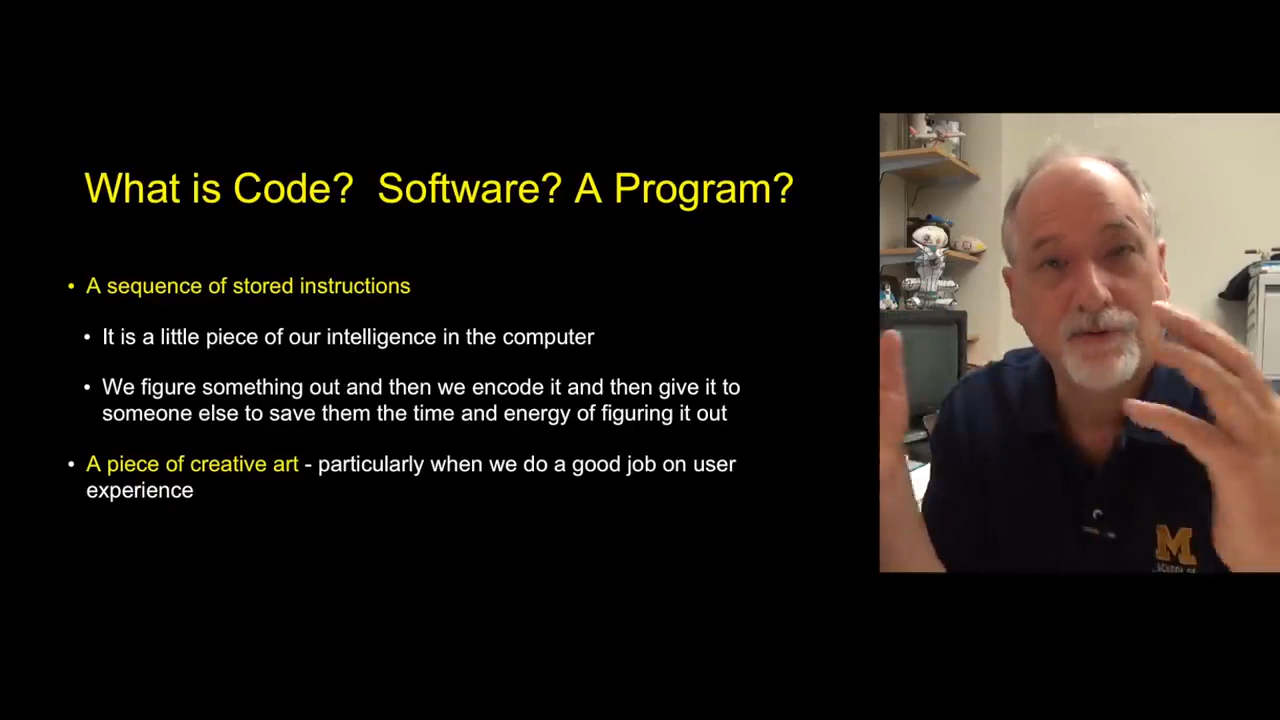 What is Code?  Software? A Program?
• A sequence of stored instructions
• It is a little piece of our intelligence in the computer
• We figure something out and then we encode it and then give it to
someone else to save them the time and energy of figuring it out
• A piece of creative art - particularly when we do a good job on user
experience
M